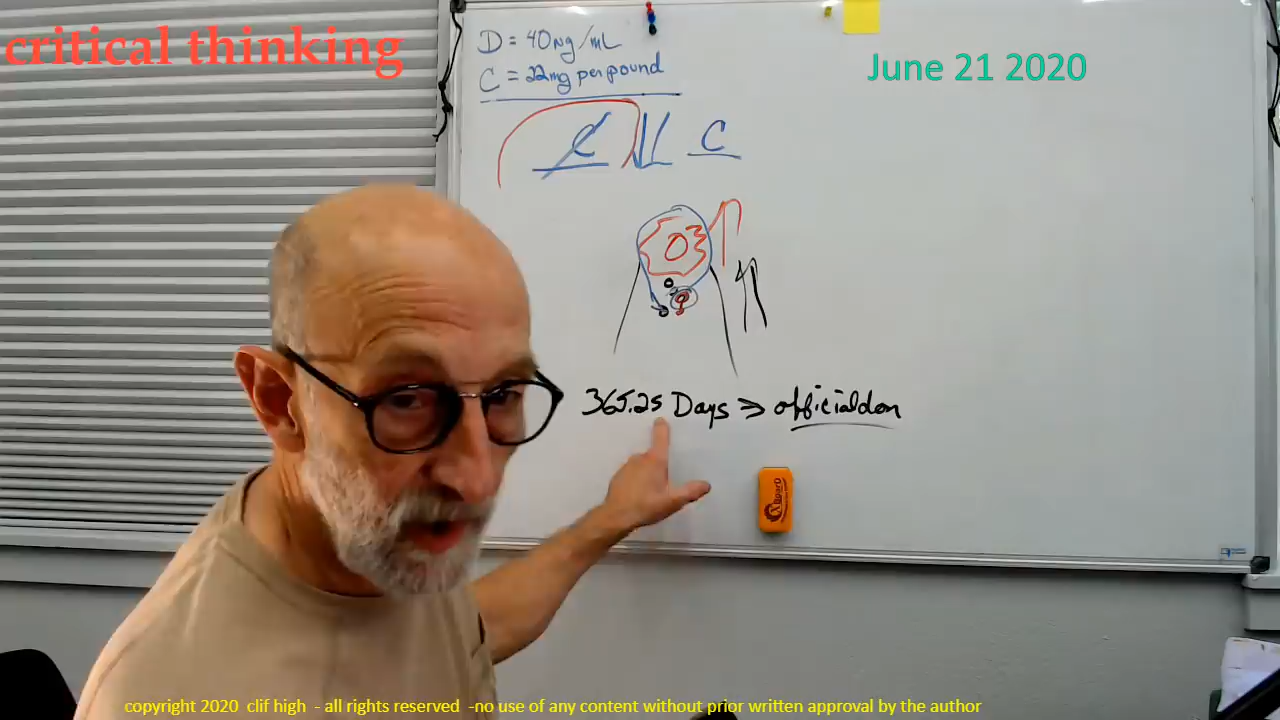 critical thinking
D = 40ng/mL
C = 22mg per pound
June 21 2020
C
C
365.25 Days => officialdom
copyright 2020 clif high - all rights reserved -no use of any content without prior written approval by the author